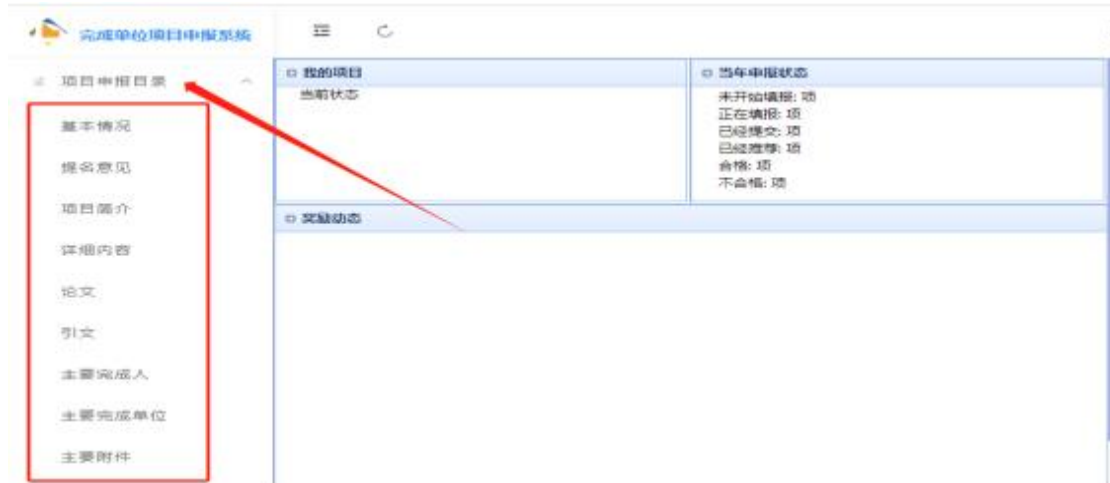 完成单位项目申报系统
项目申报目录
基本情况
提名意见
项目简介
详细内容
论文
引文
主要完成人
主要完成单位
主要附件
我的项目
当前状态
当年申报状态
未开始填报: 项
正在填报: 项
已经提交: 项
已经推荐: 项
合格: 项
不合格: 项
奖励动态